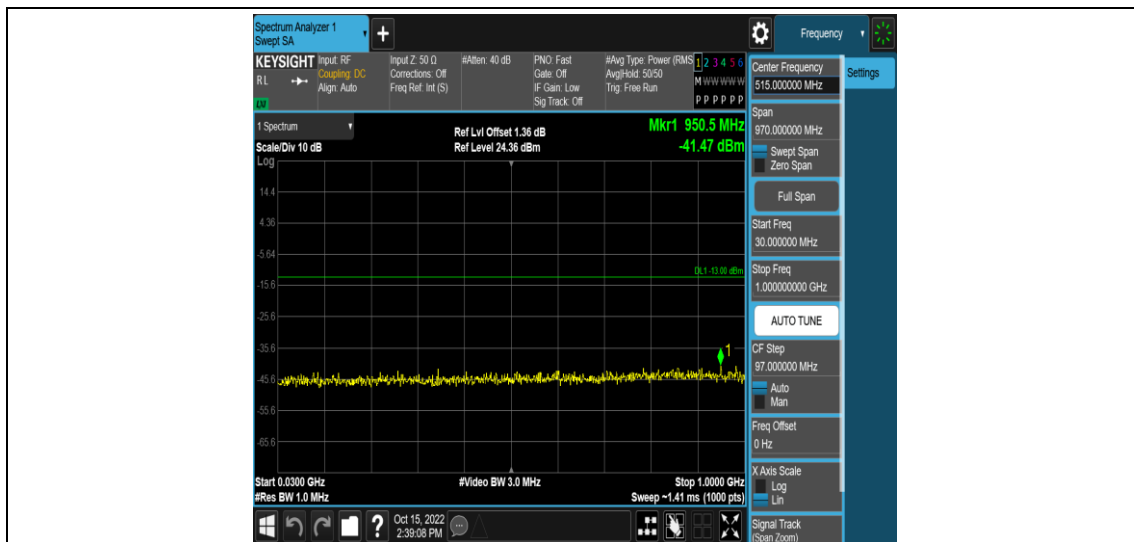 Spectrum Analyzer 1
Swept SA
Frequency
KEYSIGHT
RL
LXI
Input: RF
Coupling: DC
Align: Auto
Input Z: 50 Ω
Corrections: Off
Freq Ref: Int (S)
#Atten: 40 dB
PNO: Fast
Gate: Off
IF Gain: Low
Sig Track: Off
#Avg Type: Power (RMS
Avg|Hold: 50/50
Trig: Free Run
1 2 3 4 5 6
M W W W W W
P P P P P P
1 Spectrum
Scale/Div 10 dB
Ref Lvl Offset 1.36 dB
Ref Level 24.36 dBm
Mkr1 950.5 MHz
-41.47 dBm
Log
14.4
4.36
-5.64
-15.6
-25.6
-35.6
-45.6
-55.6
-65.6
DL1 -13.00 dBm
1
Start 0.0300 GHz
#Res BW 1.0 MHz
#Video BW 3.0 MHz
Stop 1.0000 GHz
Sweep ~1.41 ms (1000 pts)
Oct 15, 2022
2:39:08 PM
Center Frequency
515.000000 MHz
Settings
Span
970.000000 MHz
Swept Span
Zero Span
Full Span
Start Freq
30.000000 MHz
Stop Freq
1.000000000 GHz
AUTO TUNE
CF Step
97.000000 MHz
Auto
Man
Freq Offset
0 Hz
X Axis Scale
Log
Lin
Signal Track
(Span Zoom)